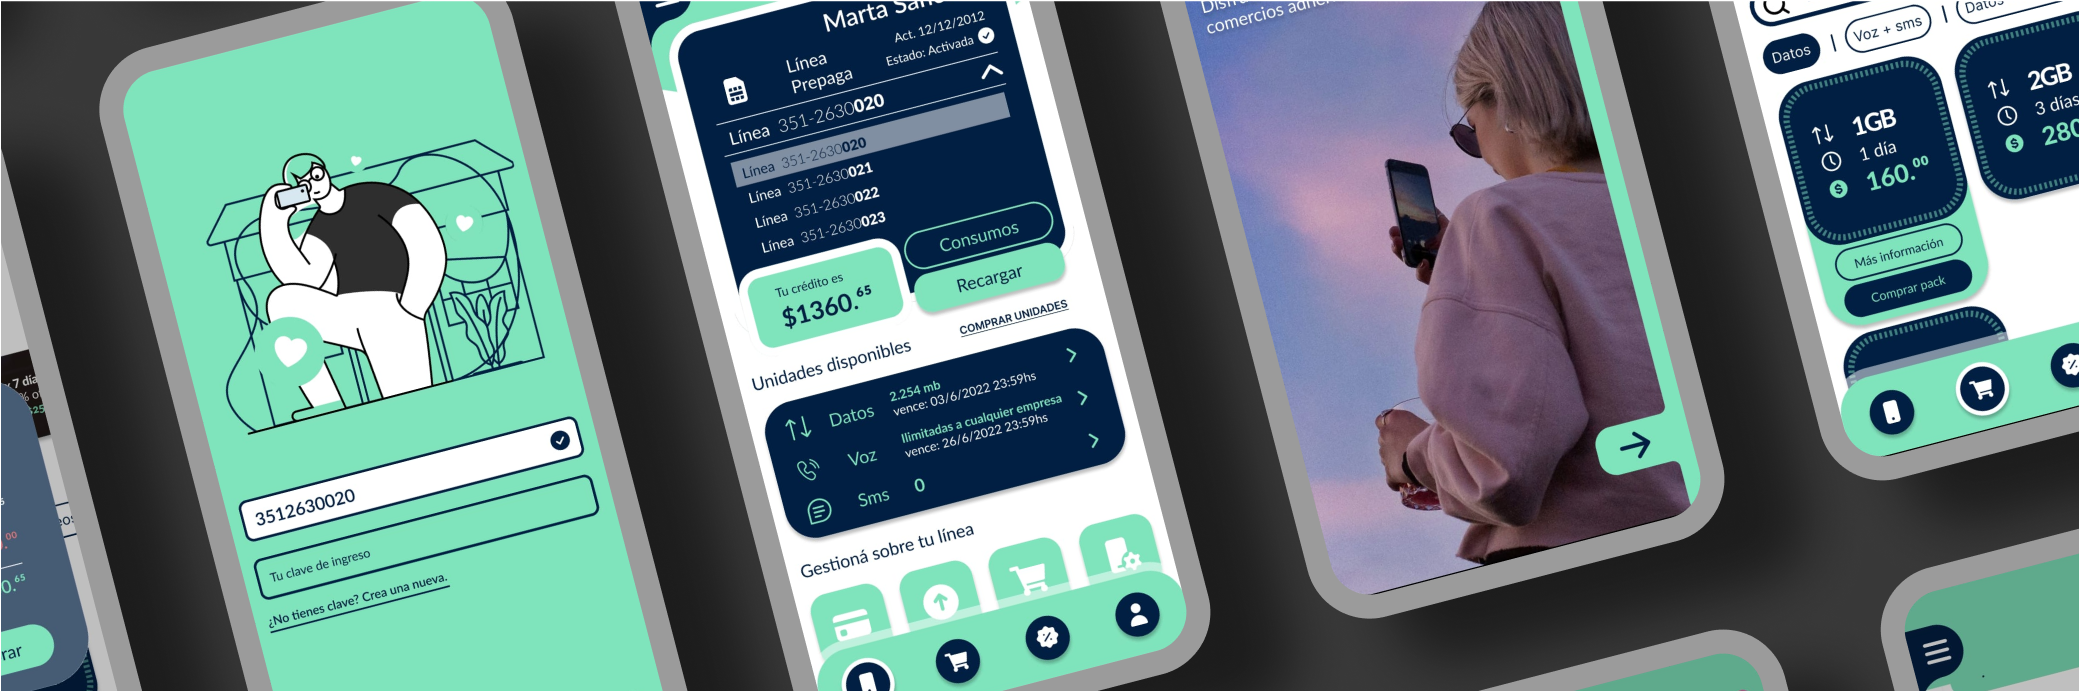 7 día
3512630020
Tu clave de ingreso
¿No tienes clave? Crea una nueva.
Marta
Act. 12/12/2012
Línea
Prepaga
Estado: Activada
Línea 351-2630020
Línea 351-2630020
Línea 351-2630021
Línea 351-2630022
Línea 351-2630023
Consumos
Tu crédito es
$1360.65
Recargar
COMPRAR UNIDADES
Unidades disponibles
Datos
2.254 mb
vence: 03/6/2022 23:59hs
Voz
Ilimitadas a cualquier empresa
vence: 26/6/2022 23:59hs
Sms 0
Gestioná sobre tu línea
comercios
Datos | Voz + sms | Datos
1GB
1 día
160.00
Más información
Comprar pack
2GB
3 días
280